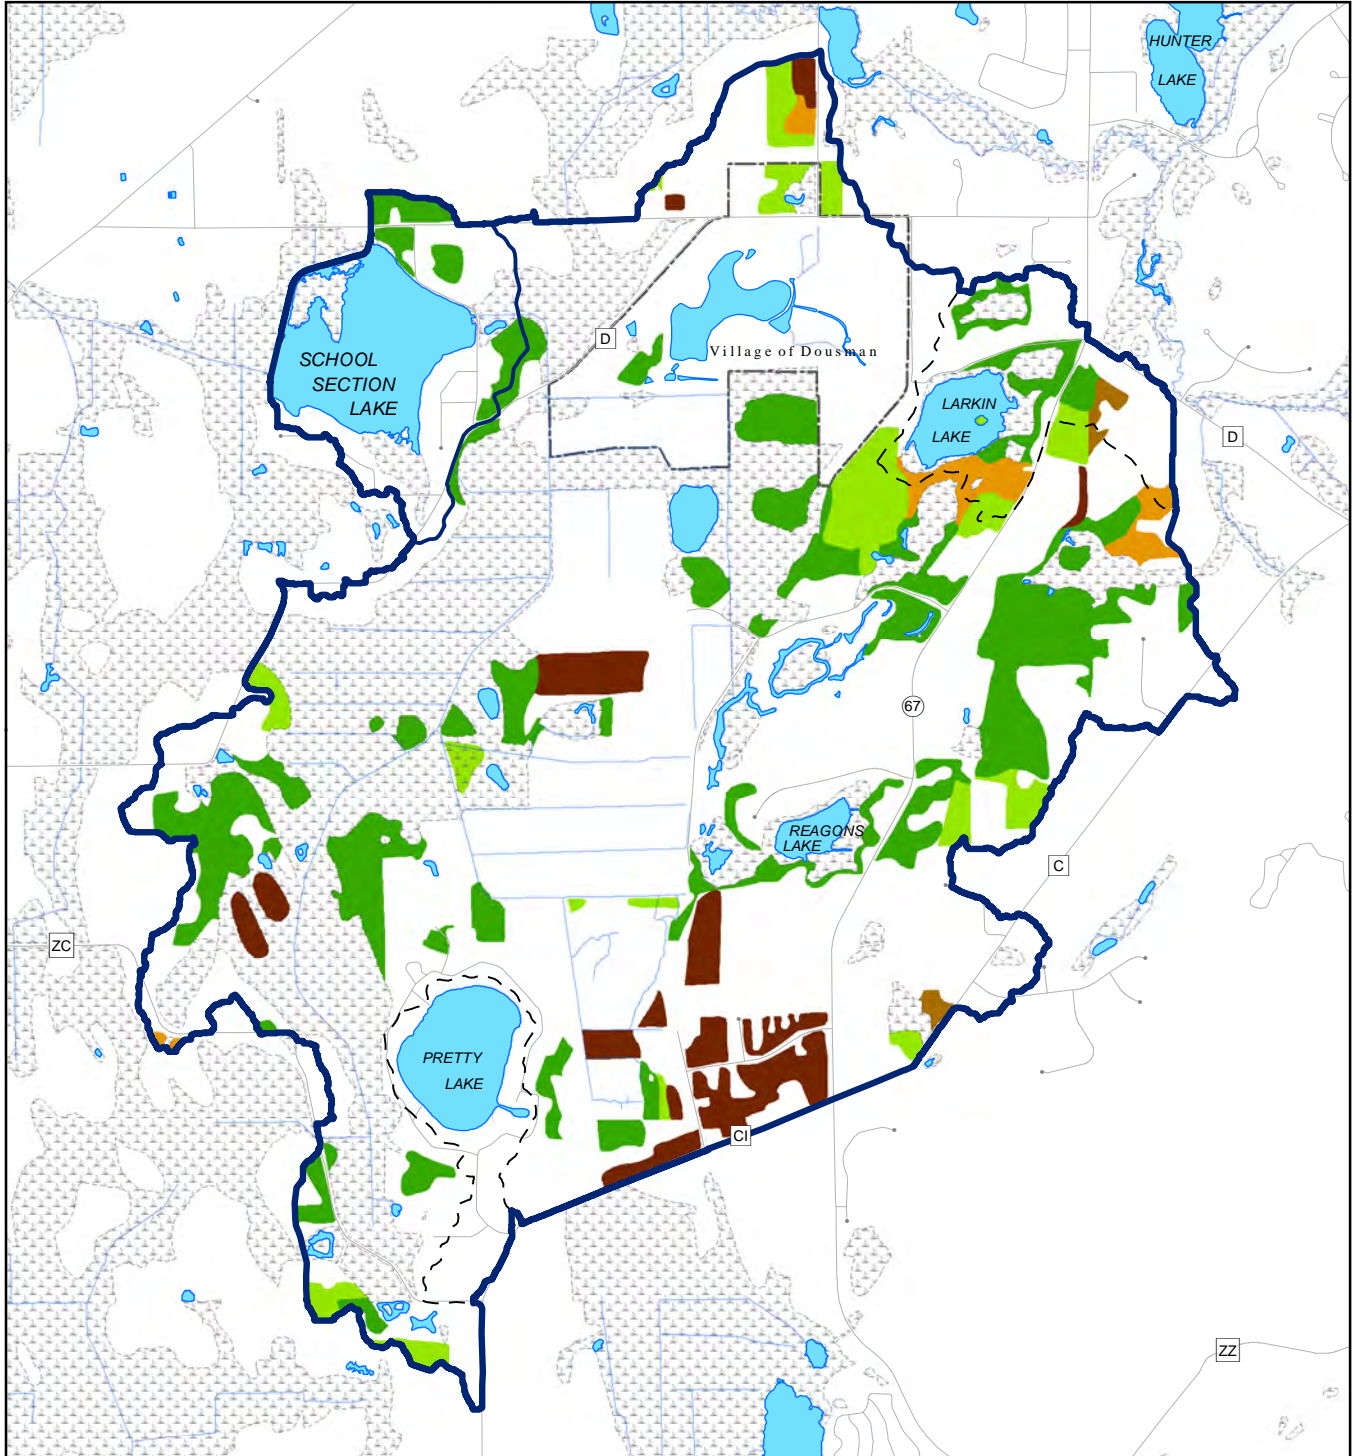 HUNTER
LAKE
D
Village of Dousman
SCHOOL
SECTION
LAKE
LARKIN
LAKE
D
67
REAGONS
LAKE
C
ZC
PRETTY
LAKE
CI
ZZ